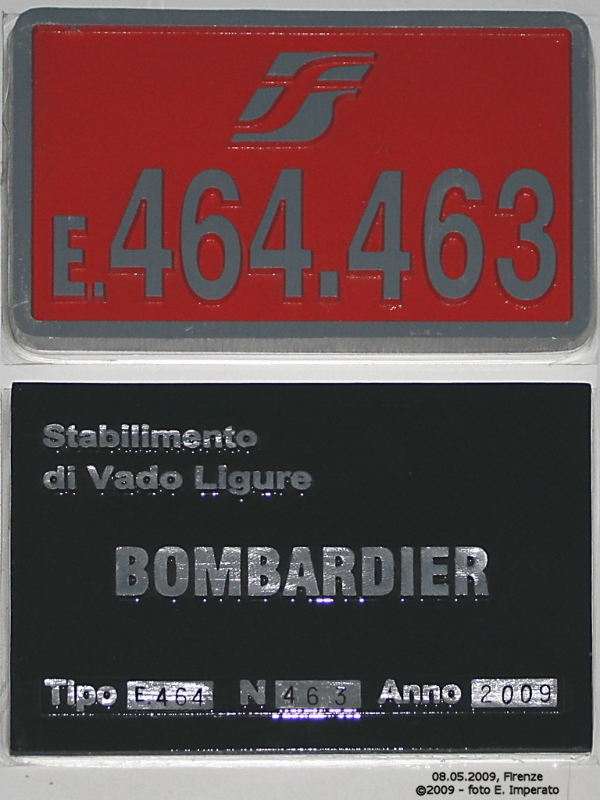 FS
E.464.463
Stabilimento
di Vado Ligure
BOMBARDIER
Tipo E.464 N 463 Anno 2009
08.05.2009, Firenze
©2009 - foto E. Imperato